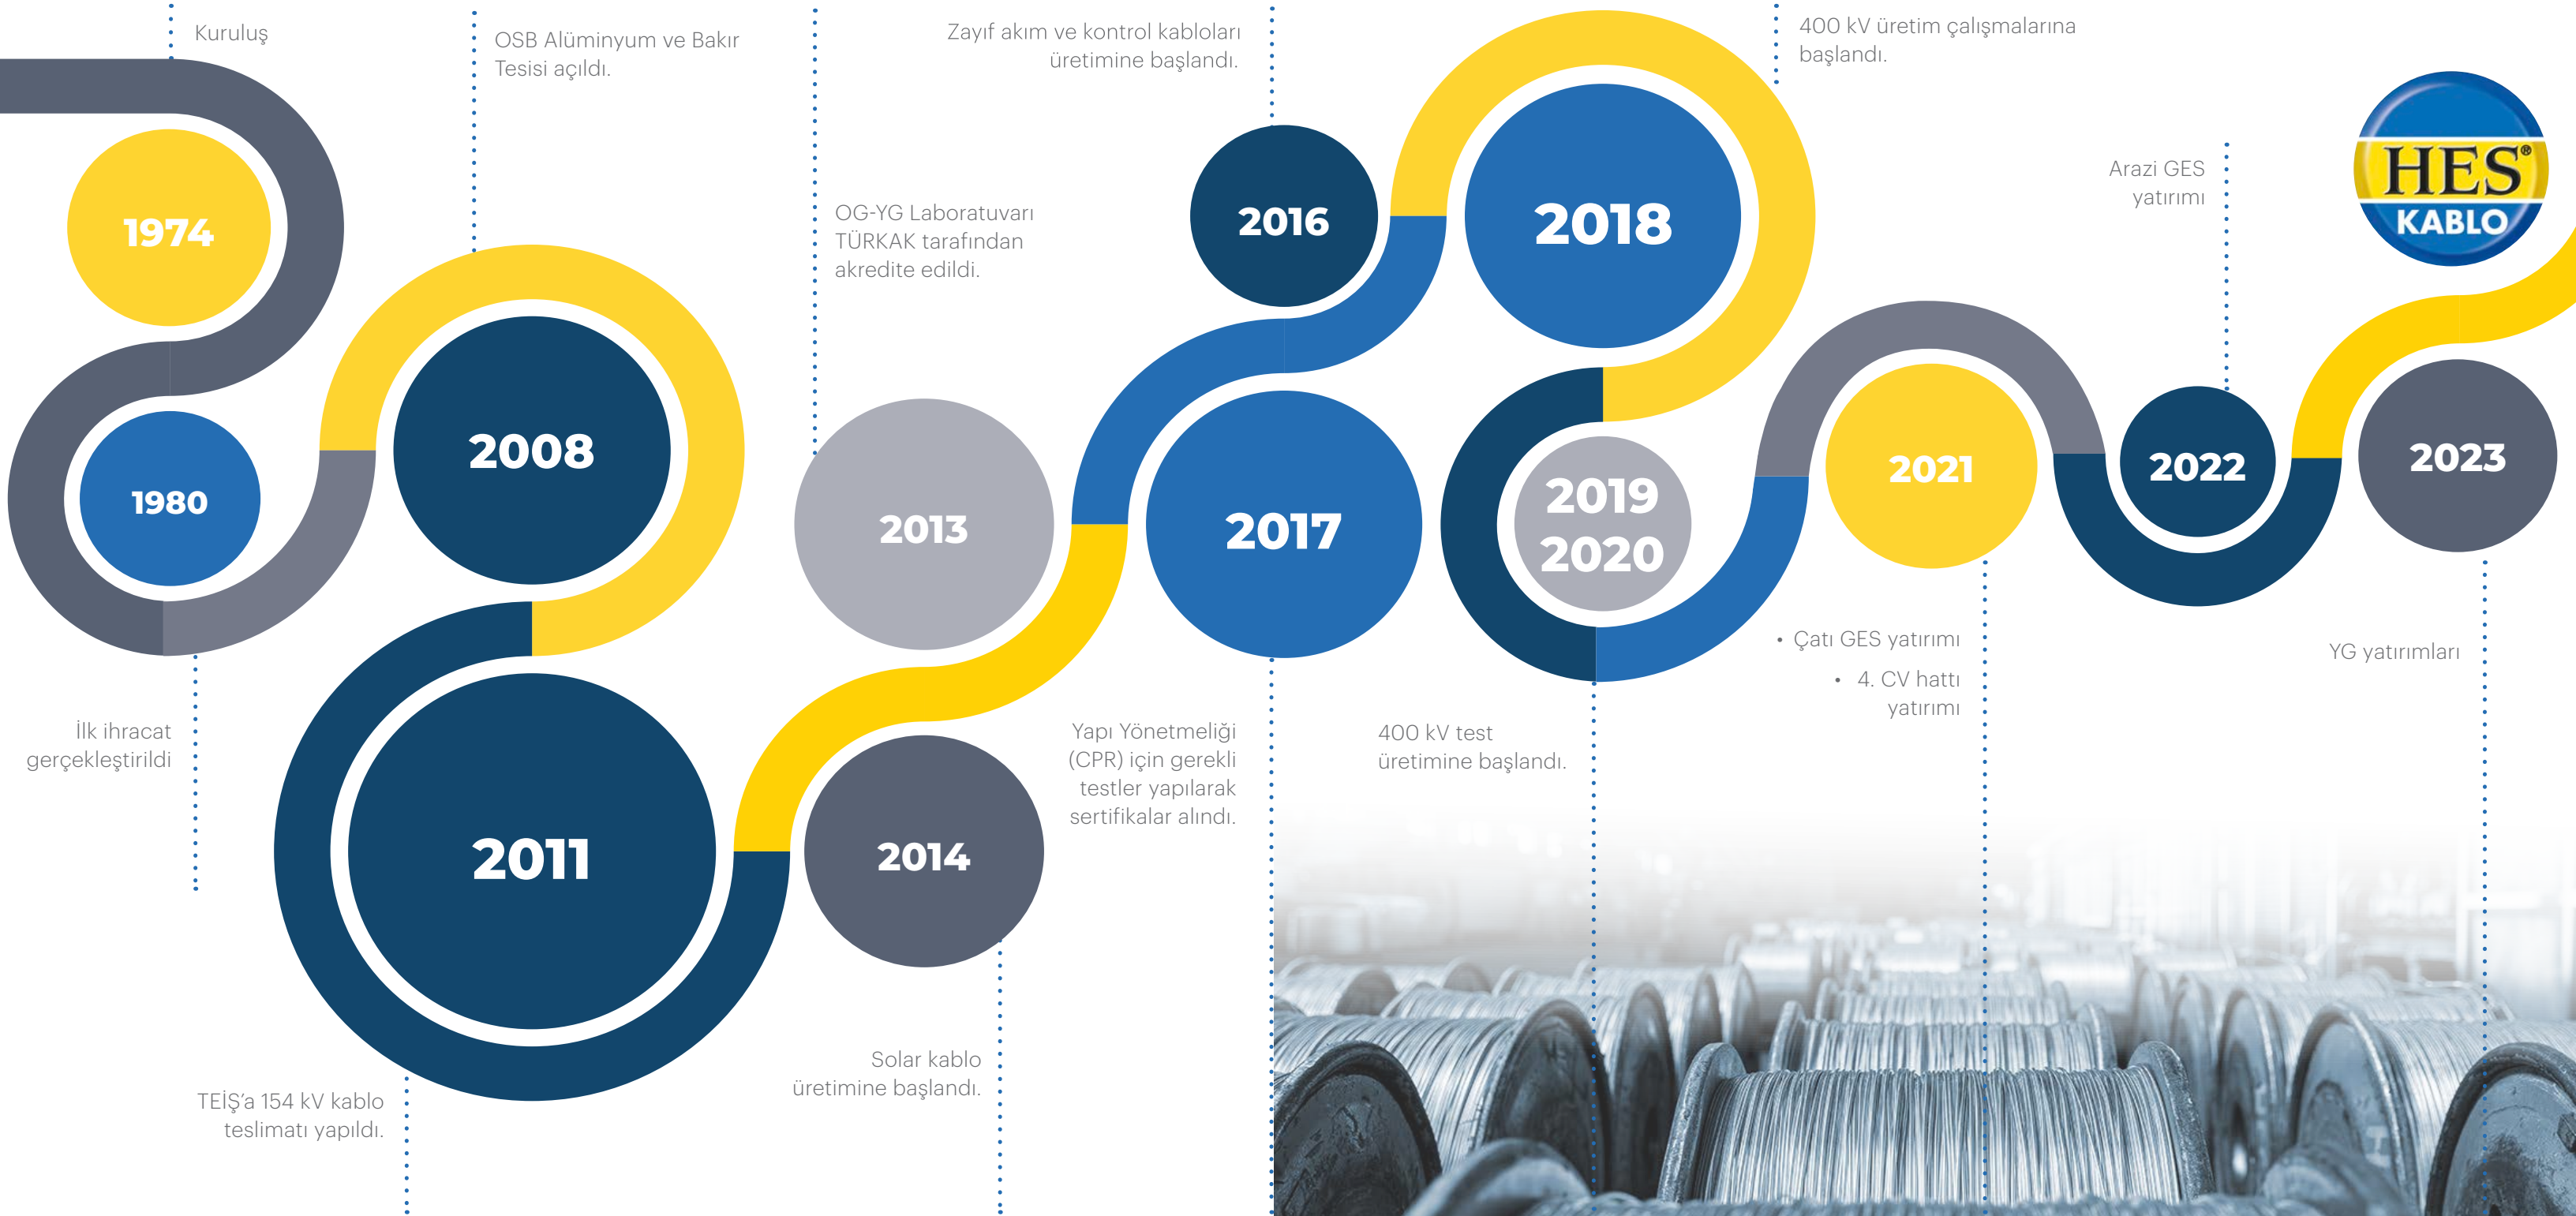 Kuruluş
1974
1980
İlk ihracat
gerçekleştirildi
OSB Alüminyum ve Bakır
Tesisi açıldı.
2008
2011
TEİŞ’a 154 kV kablo
teslimatı yapıldı.
OG-YG Laboratuvarı
TÜRKAK tarafından
akredite edildi.
2013
2014
Solar kablo
üretimine başlandı.
Zayıf akım ve kontrol kabloları
üretimine başlandı.
2016
2017
Yapı Yönetmeliği
(CPR) için gerekli
testler yapılarak
sertifikalar alındı.
400 kV üretim çalışmalarına
başlandı.
2018
2019
2020
400 kV test
üretimine başlandı.
2021
• Çatı GES yatırımı
• 4. CV hattı
yatırımı
Arazi GES
yatırımı
2022
HES®
KABLO
2023
YG yatırımları